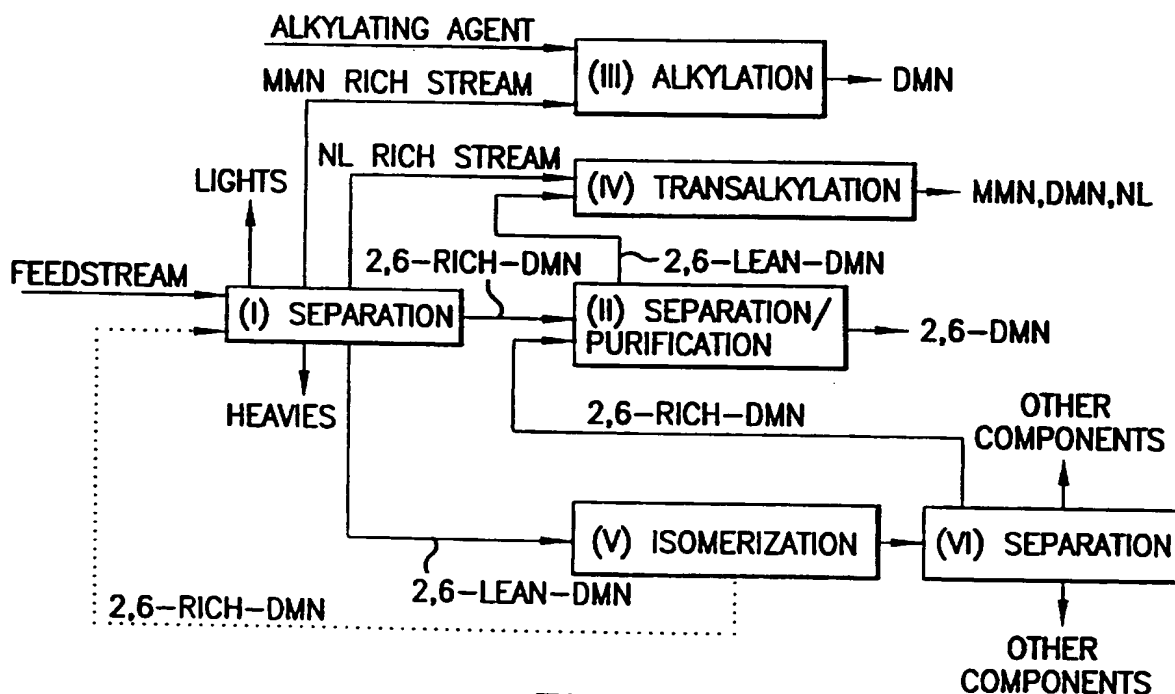 ALKYLATING AGENT
(III) ALKYLATION
DMN
MMN RICH STREAM
NL RICH STREAM
LIGHTS
(IV) TRANSALKYLATION
MMN,DMN,NL
2,6-RICH-DMN
2,6-LEAN-DMN
FEEDSTREAM
(I) SEPARATION
(II) SEPARATION/
PURIFICATION
2,6-DMN
HEAVIES
2,6-RICH-DMN
OTHER
COMPONENTS
(V) ISOMERIZATION
(VI) SEPARATION
2,6-LEAN-DMN
2,6-RICH-DMN
OTHER
COMPONENTS